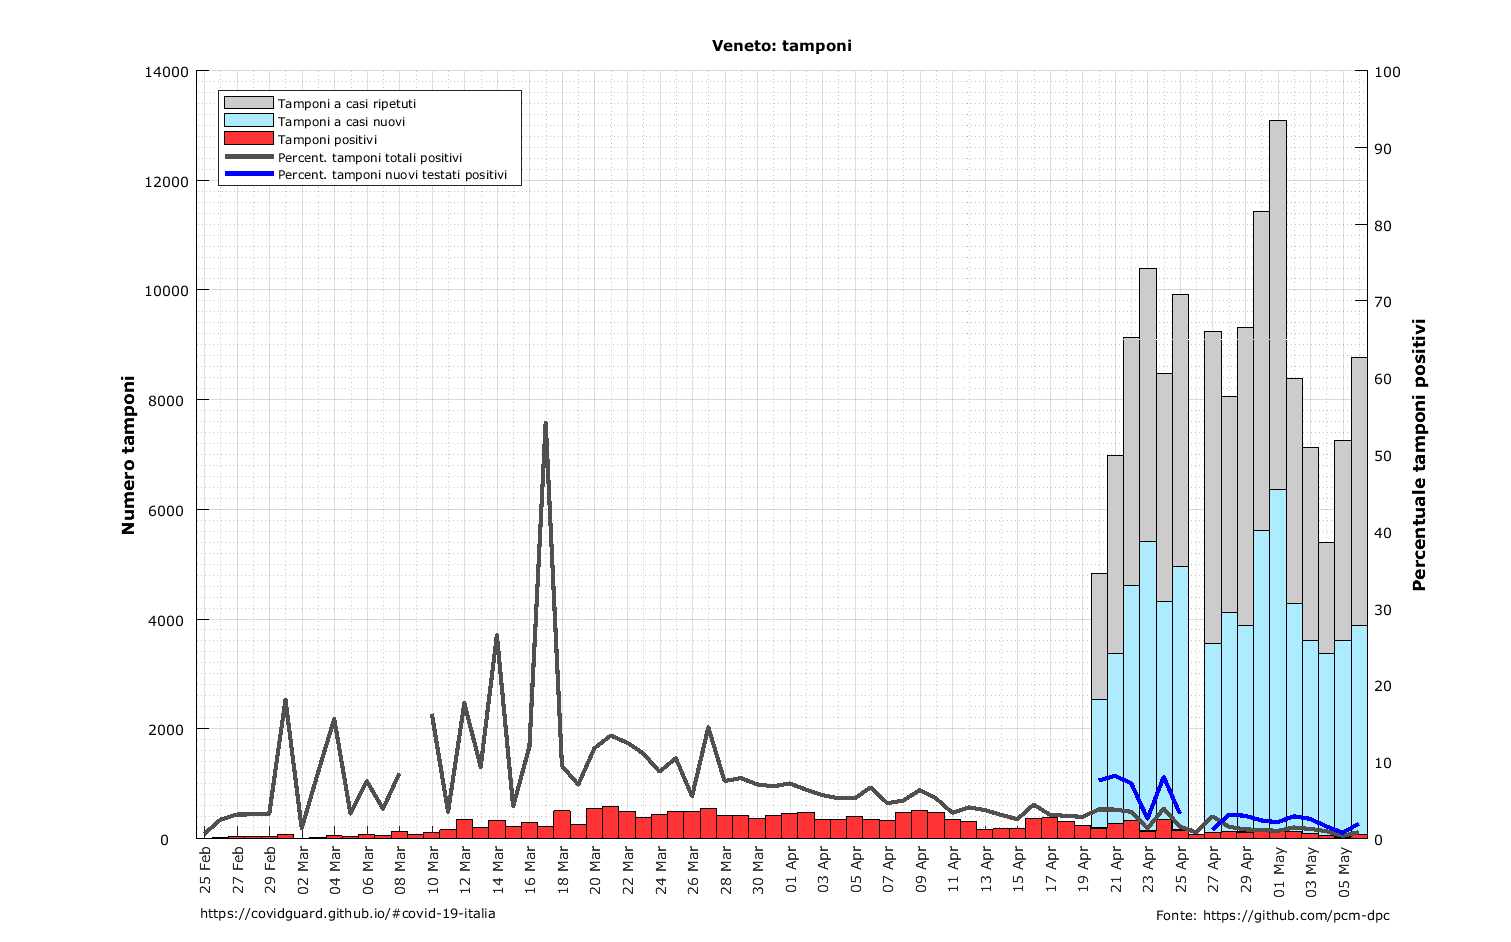 Veneto: tamponi
Tamponi a casi ripetuti
Tamponi a casi nuovi
Tamponi positivi
Percent. tamponi totali positivi
Percent. tamponi nuovi testati positivi
Numero tamponi
14000
12000
10000
8000
6000
4000
2000
0
Percentuale tamponi positivi
100
90
80
70
60
50
40
30
20
10
0
25 Feb
27 Feb
29 Feb
02 Mar
04 Mar
06 Mar
08 Mar
10 Mar
12 Mar
14 Mar
16 Mar
18 Mar
20 Mar
22 Mar
24 Mar
26 Mar
28 Mar
30 Mar
01 Apr
03 Apr
05 Apr
07 Apr
09 Apr
11 Apr
13 Apr
15 Apr
17 Apr
19 Apr
21 Apr
23 Apr
25 Apr
27 Apr
29 Apr
01 May
03 May
05 May
https://covidguard.github.io/#covid-19-italia
Fonte: https://github.com/pcm-dpc